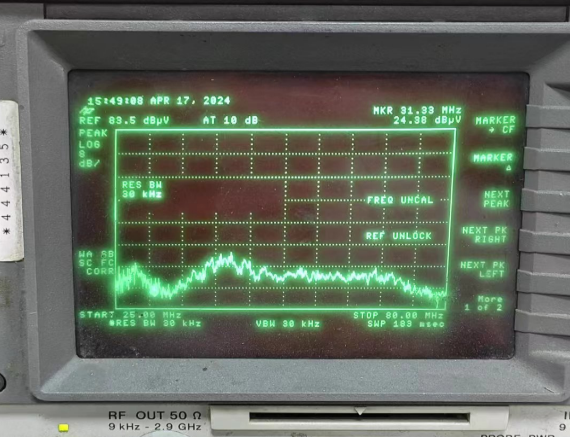 15:49:08 APR 17, 2024
MKR 31.93 MHz
REF 83.5 dBµV AT 10 dB 24.38 dBµV
PEAK
LOG
8
dB/
RES BW
30 kHz
FREQ UNCAL
REF UNLOCK
WA SB
SC FC
CORR
START 25.00 MHz STOP 80.00 MHz
#RES BW 30 kHz VBW 30 kHz SWP 183 msec
MARKER
→ CF
MARKER
Δ
NEXT
PEAK
NEXT PK
RIGHT
NEXT PK
LEFT
More
1 of 2
*4444135*
RF OUT 50 Ω
9 kHz - 2.9 GHz